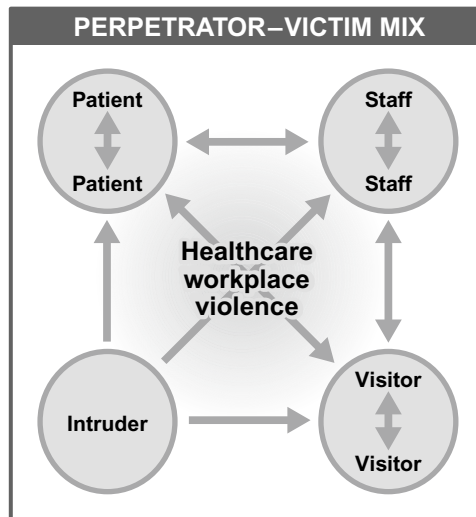 PERPETRATOR–VICTIM MIX
Patient
Patient
Staff
Staff
Healthcare
workplace
violence
Intruder
Visitor
Visitor